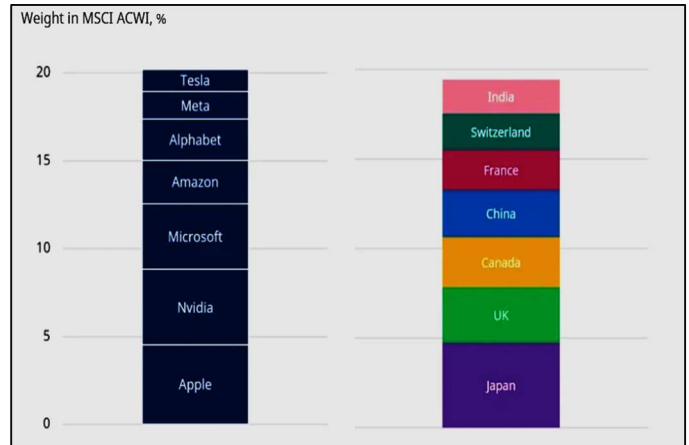 Weight in MSCI ACWI, %
20
15
10
5
0
Tesla
Meta
Alphabet
Amazon
Microsoft
Nvidia
Apple
India
Switzerland
France
China
Canada
UK
Japan